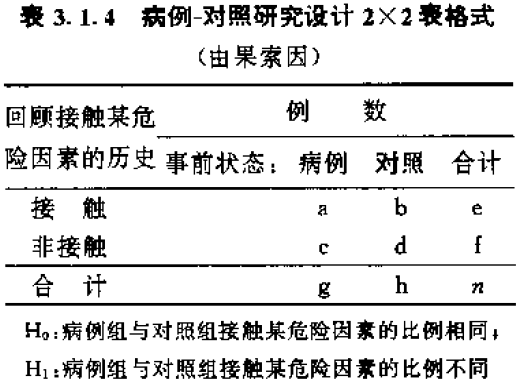 表 3.1.4 病例-对照研究设计 2×2 表格式
（由果索因）
回顾接触某危 例 数
险因素的历史 事前状态： 病例 对照 合计
接 触 a b e
非接触 c d f
合 计 g h n
H₀：病例组与对照组接触某危险因素的比例相同；
H₁：病例组与对照组接触某危险因素的比例不同